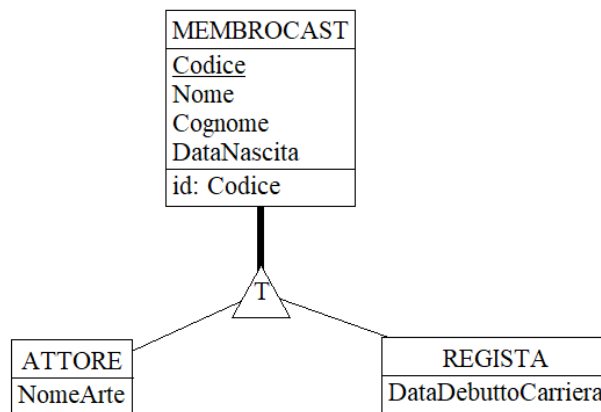 MEMBROCAST
Codice
Nome
Cognome
DataNascita
id: Codice
T
ATTORE
NomeArte
REGISTA
DataDebuttoCarriera